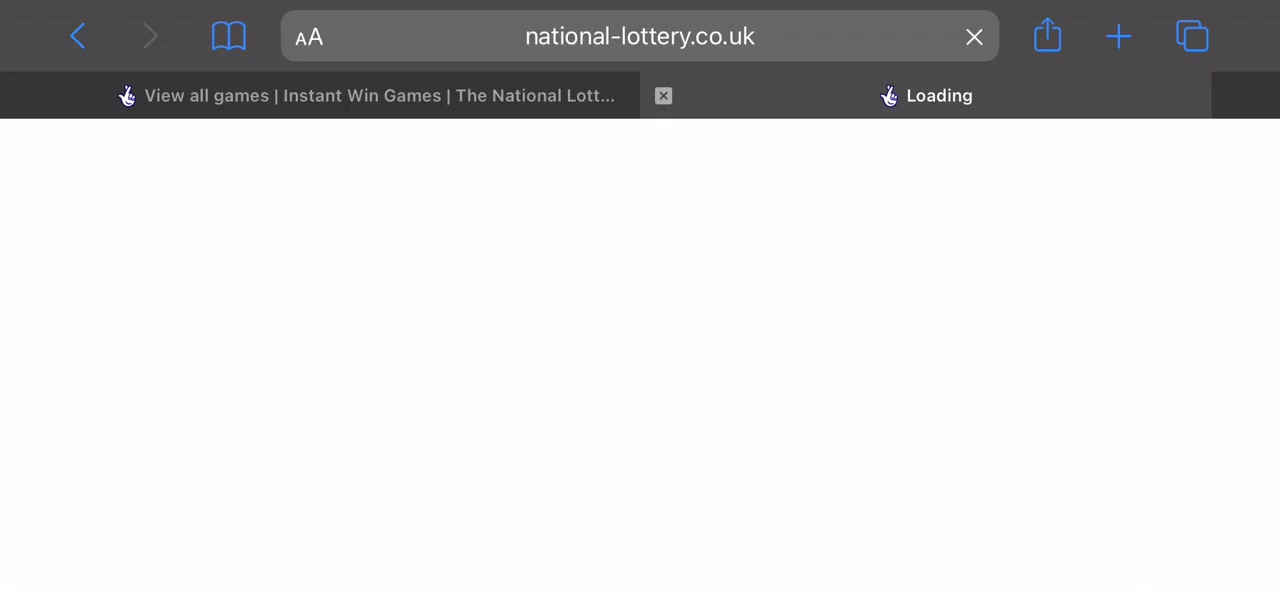 AA national-lottery.co.uk
View all games | Instant Win Games | The National Lott... Loading